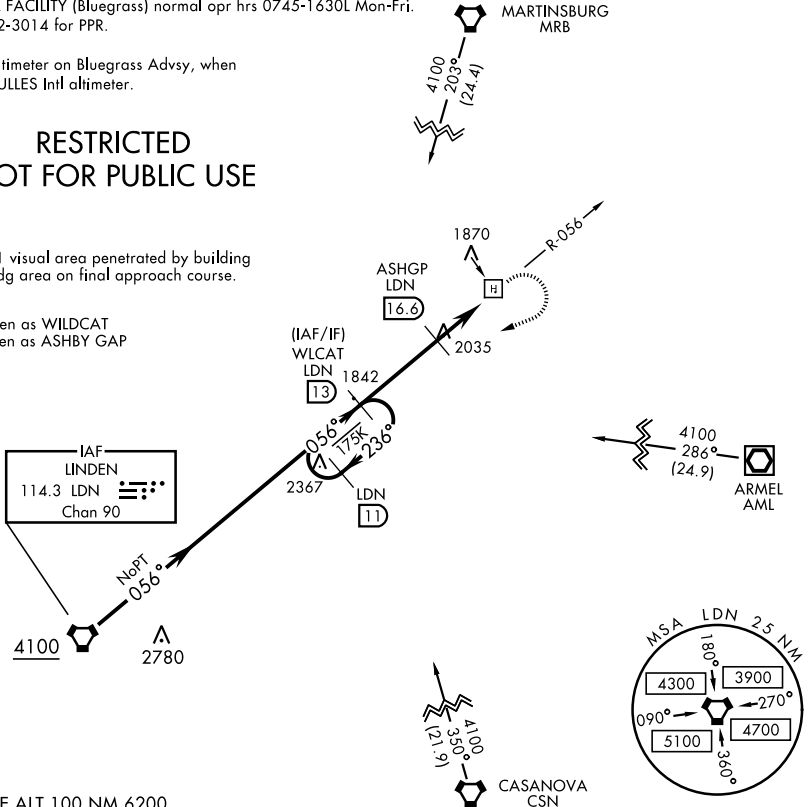 FACILITY (Bluegrass) normal opr hrs 0745-1630L Mon-Fri.
2-3014 for PPR.
timeter on Bluegrass Advsy, when
ULLES Intl altimeter.
RESTRICTED
OT FOR PUBLIC USE
visual area penetrated by building
dg area on final approach course.
en as WILDCAT
en as ASHBY GAP
MARTINSBURG
MRB
4100
203°
(24.4)
R-056
1870
H
ASHGP
LDN
16.6
2035
(IAF/IF)
WLCAT
LDN
13
1842
056°
175K
236°
2367
LDN
11
4100
286°
(24.9)
ARMEL
AML
IAF
LINDEN
114.3 LDN
Chan 90
NoPT
056°
4100
2780
MSA LDN 25 NM
180°
4300
3900
270°
090°
5100
4700
360°
4100
350°
(21.9)
CASANOVA
CSN
E ALT 100 NM 6200